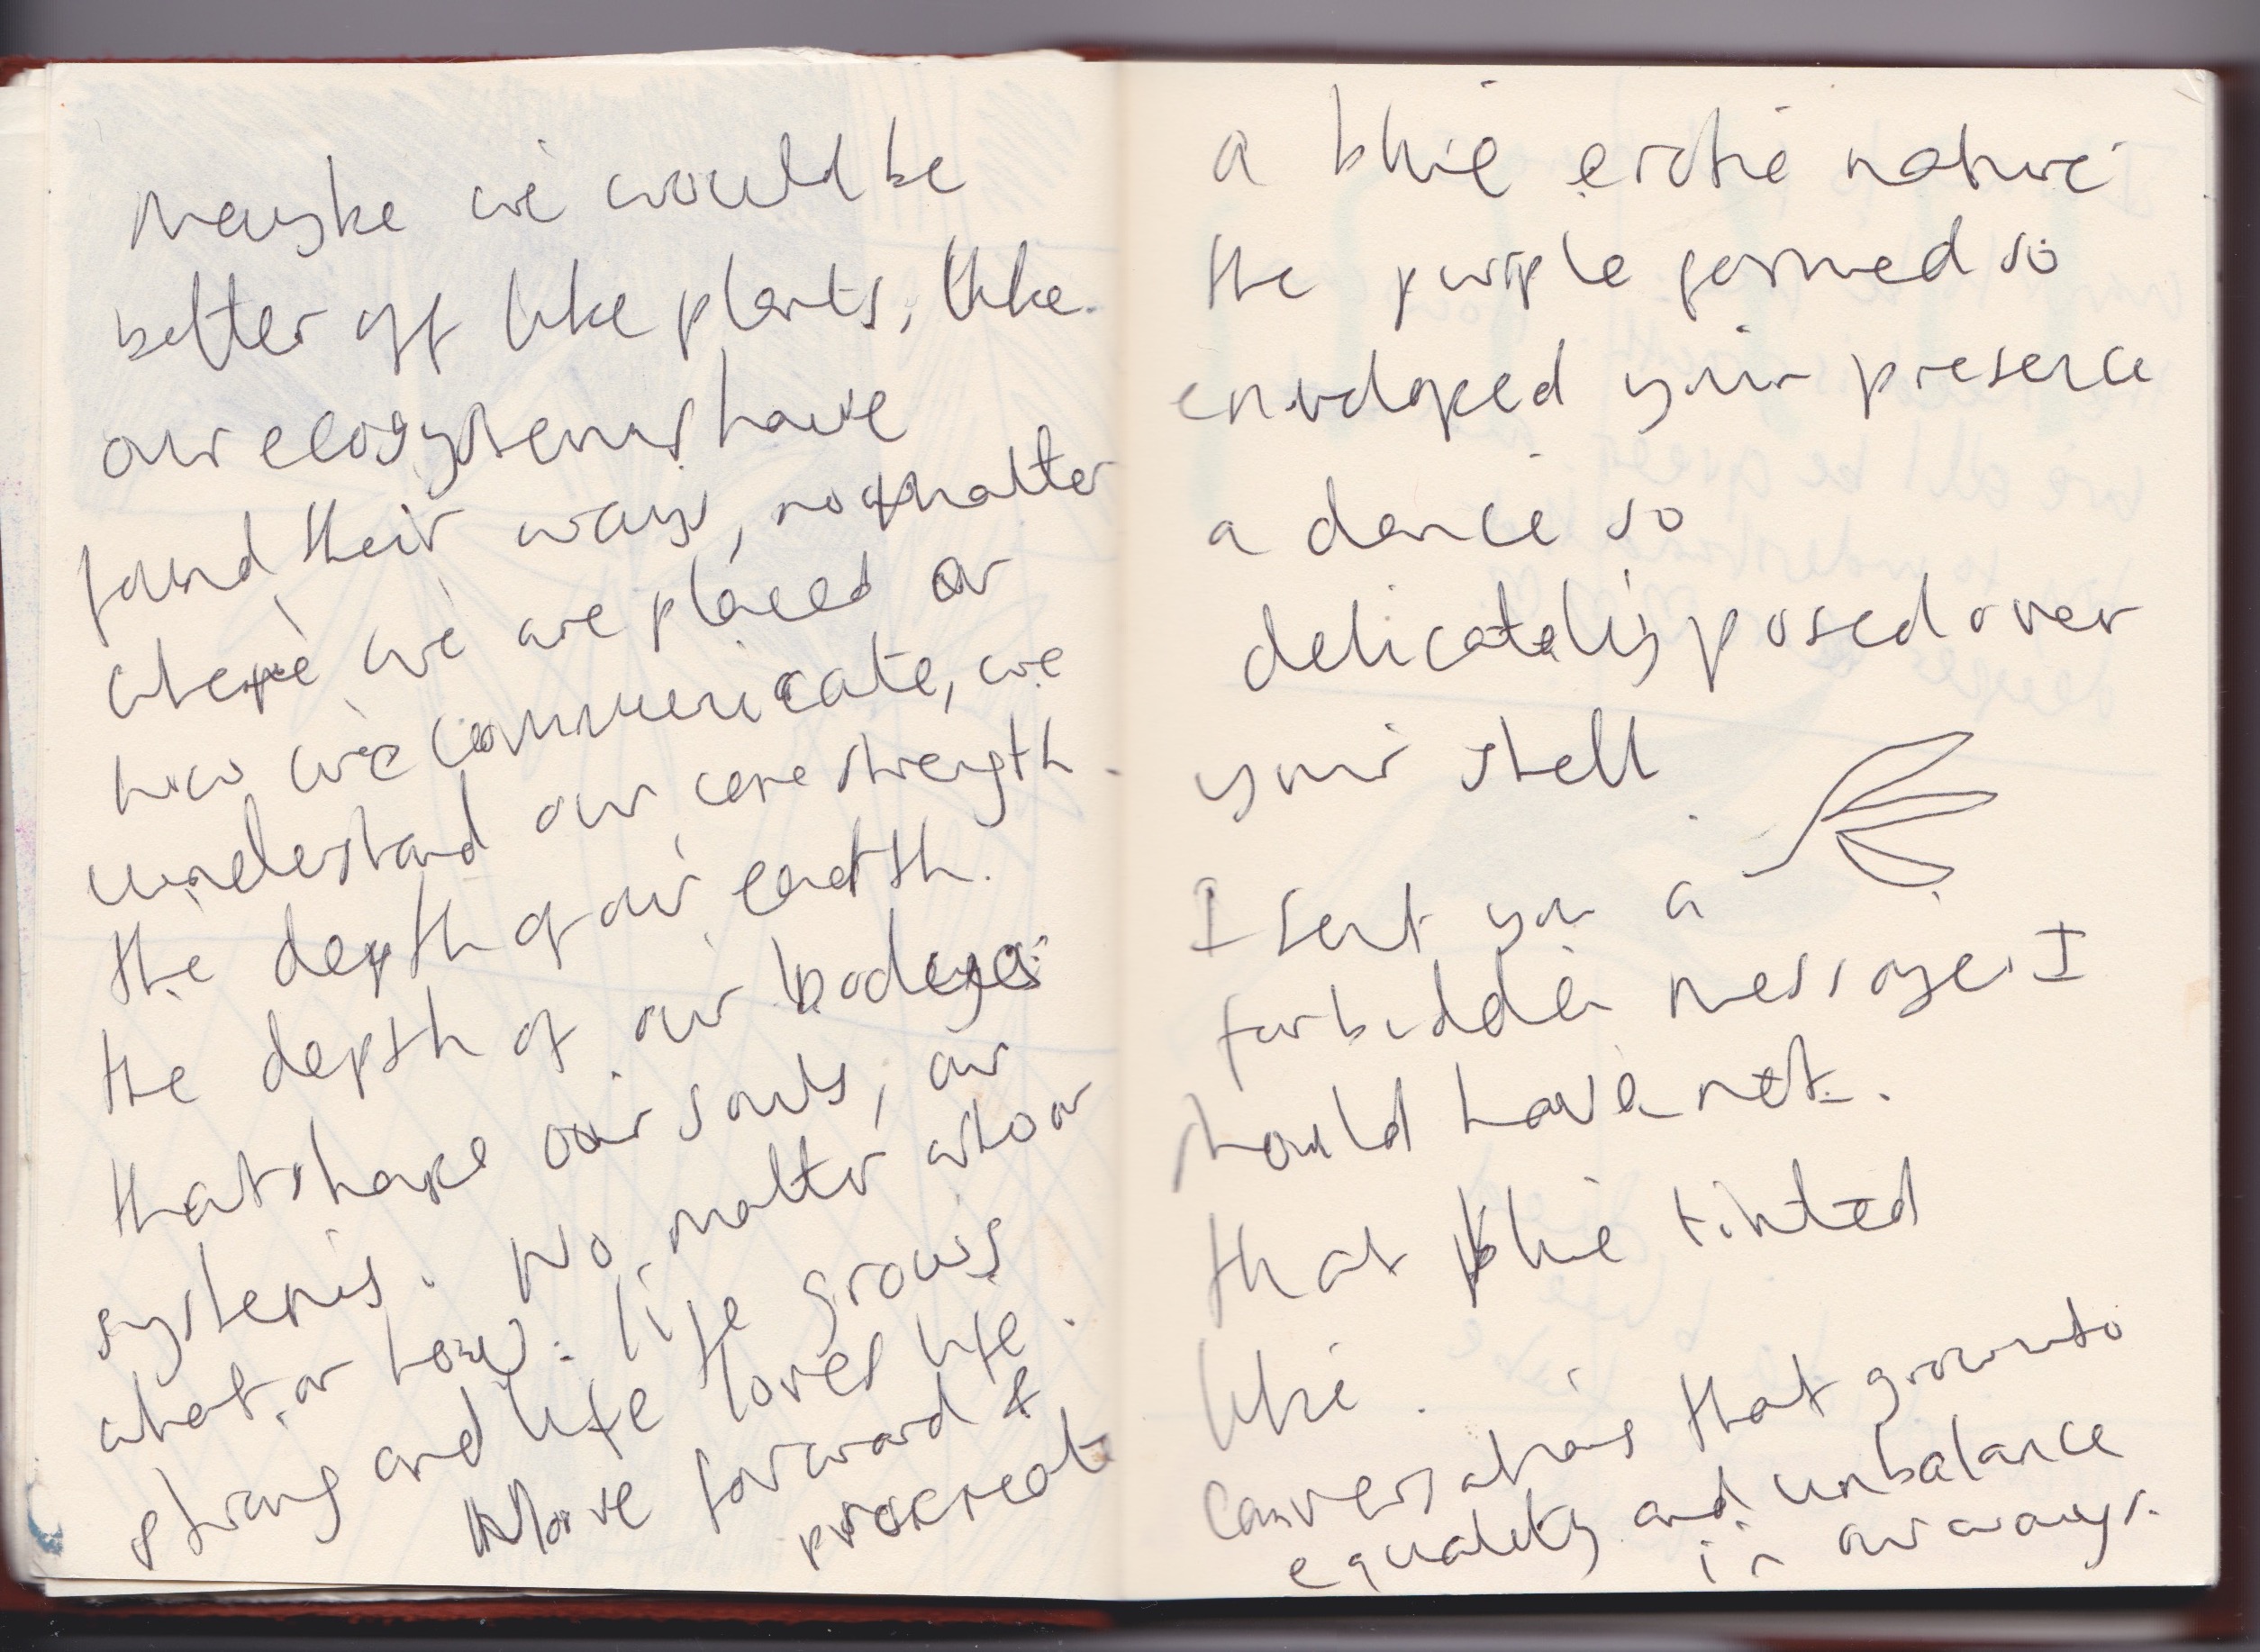 Maybe we would be
better off like plants, like
our ecosystems have
found their ways, no matter
where we are placed or
how we communicate, we
understand our core strength
the depth of our earth.
the depth of our bodies
that shape our souls, our
systems. No matter who or
what or how. life grows
strong and life loves life.
Move forward &
procreate
a blue erotic nature
the purple formed so
enveloped your presence
a dance so
delicately posed over
your shell
I sent you a
forbidden message. I
should have not.
that blue tinted
like.
Conversations that grow into
equality and unbalance
in our ways.